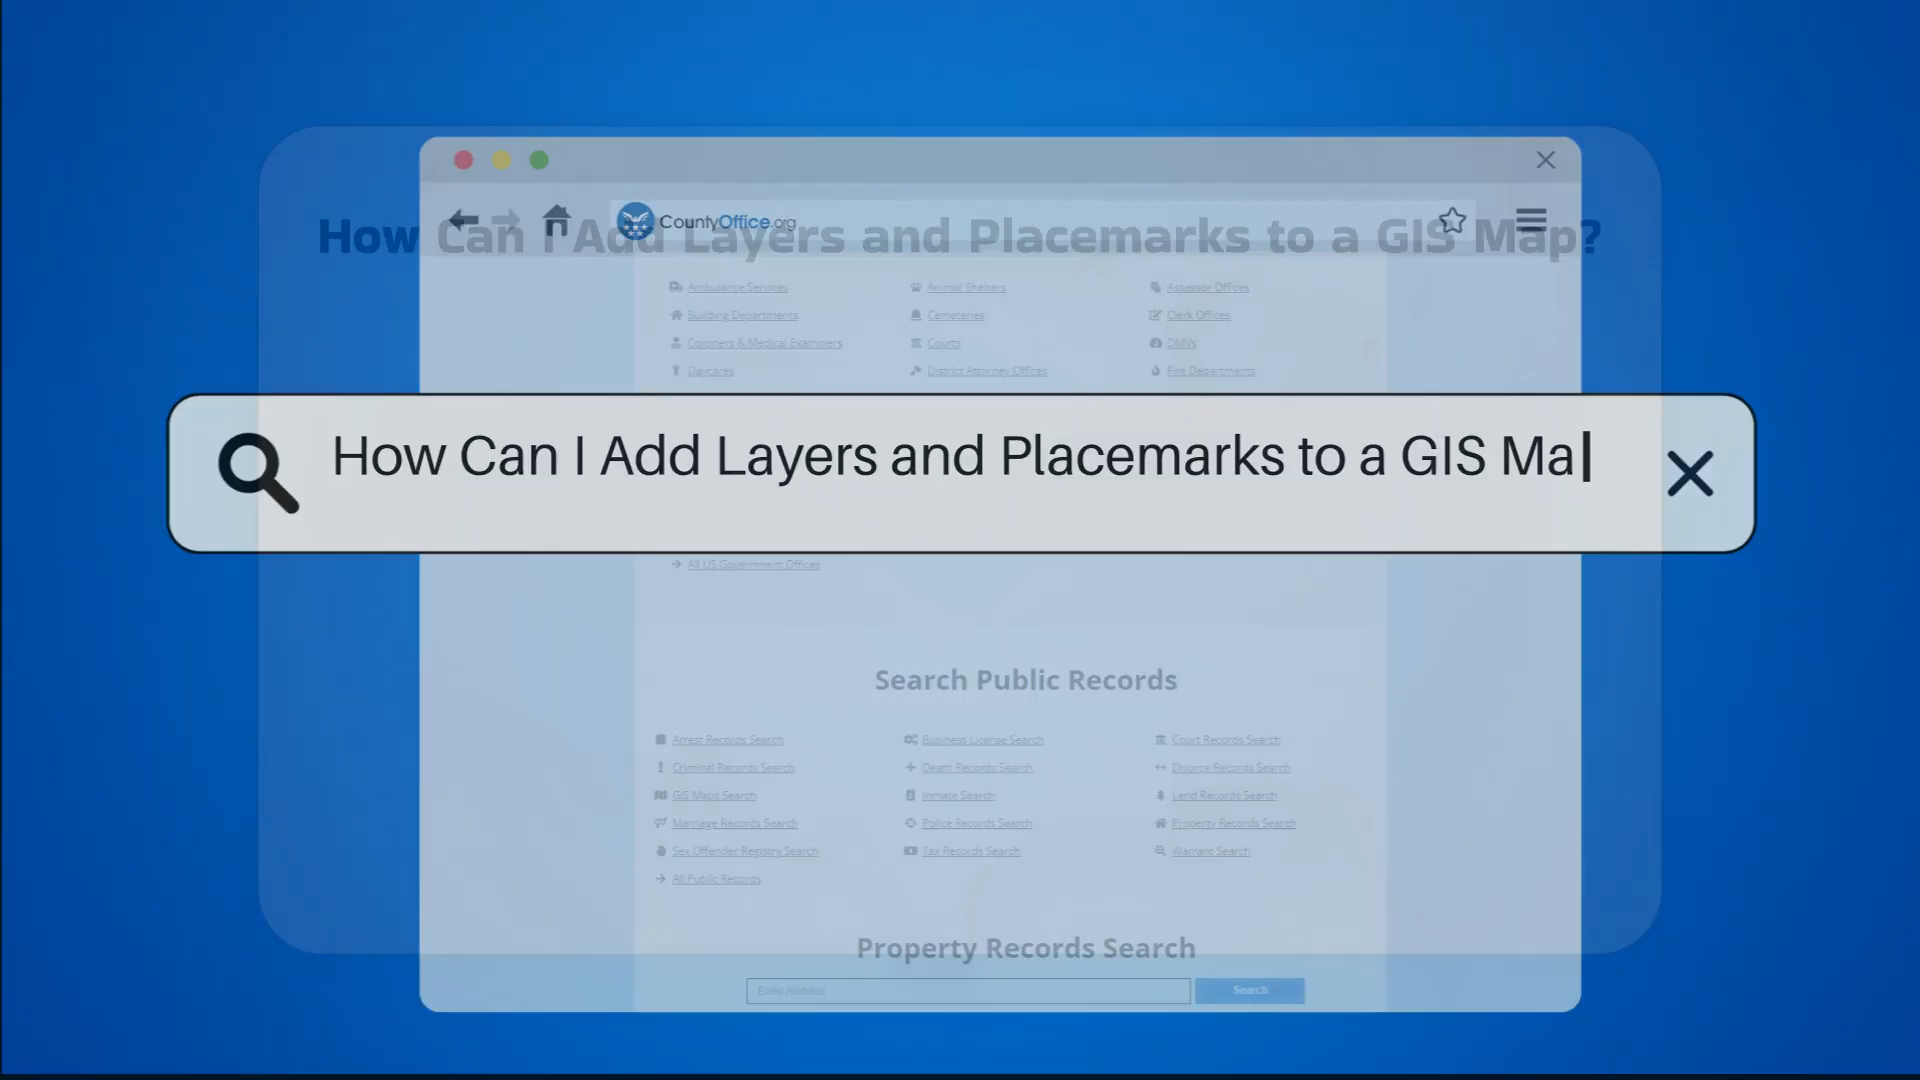 CountyOffice.org
How Can I Add Layers and Placemarks to a GIS Map?
Ambulance Services
Animal Shelters
Assessor Offices
Building Departments
Cemeteries
Clerk Offices
Coroners & Medical Examiners
Courts
DMVs
Daycares
District Attorney Offices
Fire Departments
How Can I Add Layers and Placemarks to a GIS Ma
All US Government Offices
Search Public Records
Arrest Records Search
Business License Search
Court Records Search
Criminal Records Search
Death Records Search
Divorce Records Search
GIS Maps Search
Inmate Search
Land Records Search
Marriage Records Search
Police Records Search
Property Records Search
Sex Offender Registry Search
Tax Records Search
Warrant Search
All Public Records
Property Records Search
Enter Address
Search